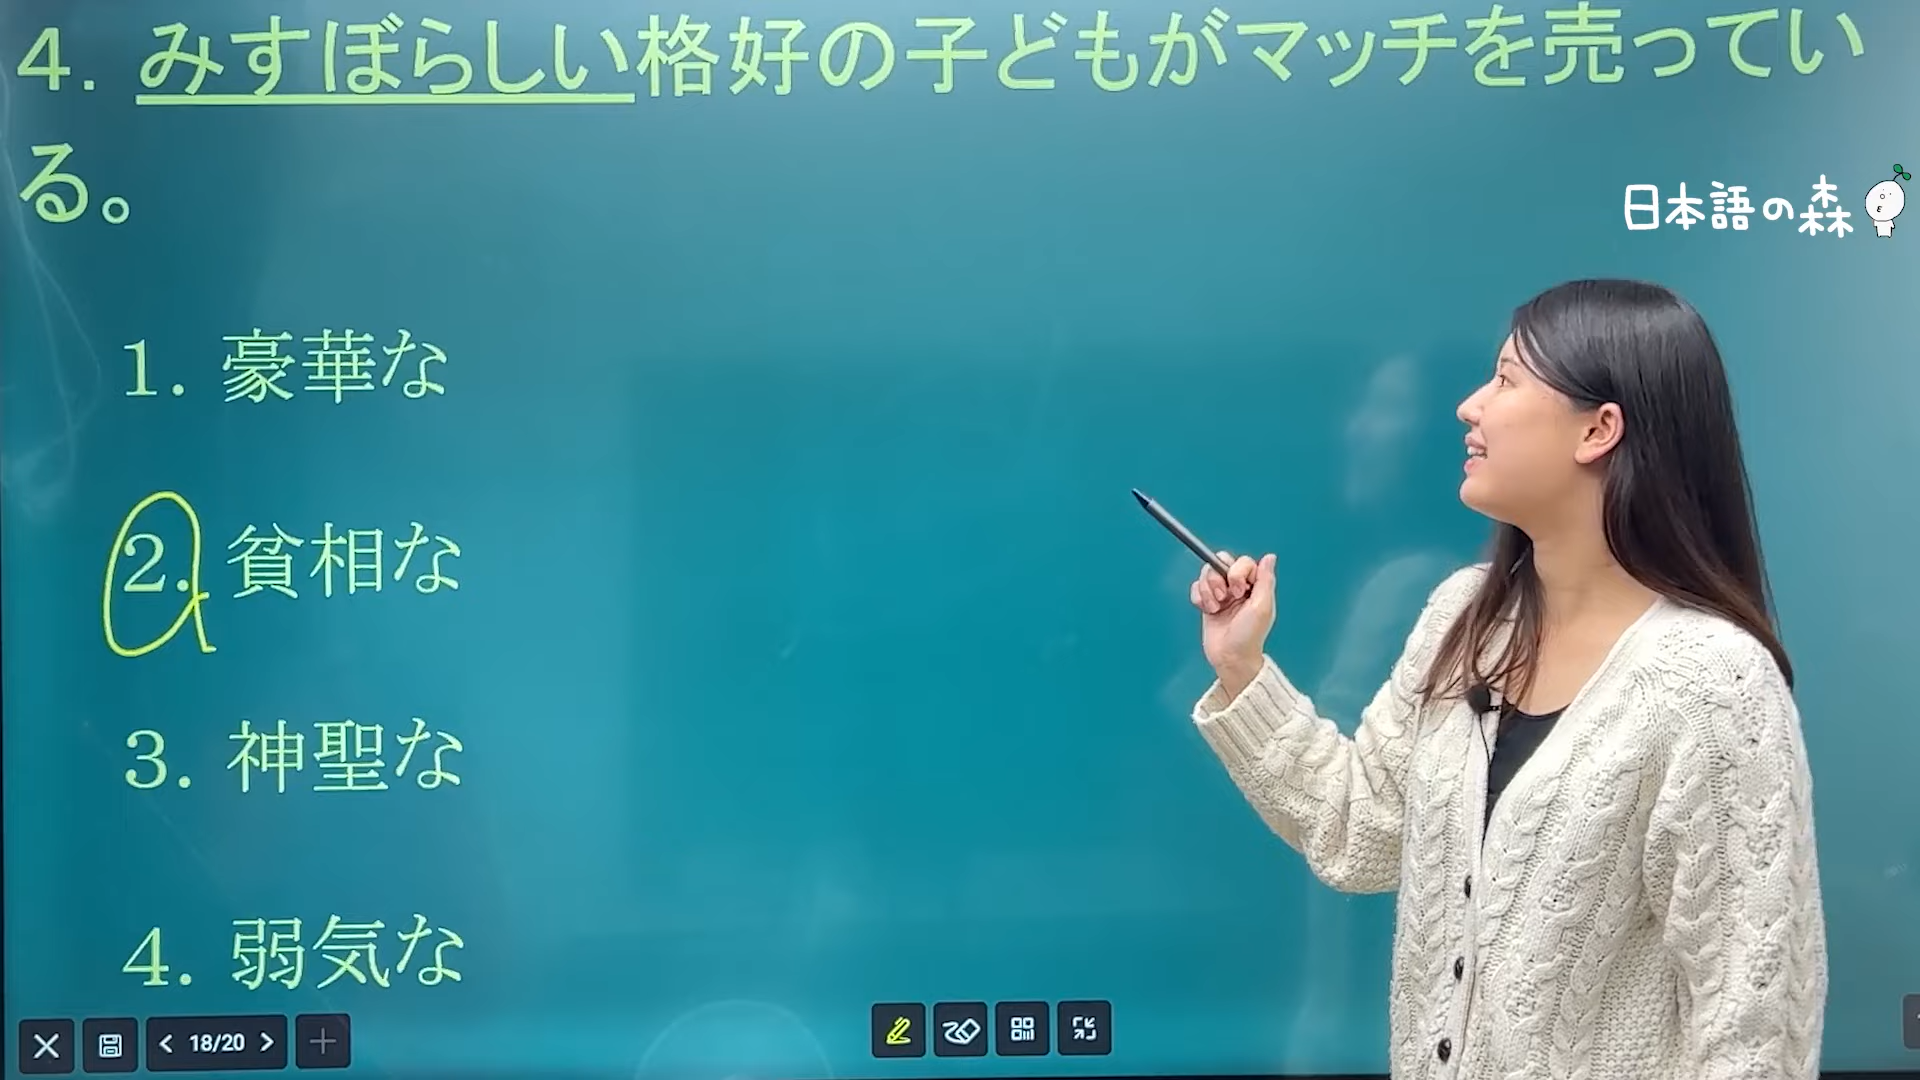 4. みすぼらしい格好の子どもがマッチを売ってい
る。
日本語の森
1. 豪華な
2. 貧相な
3. 神聖な
4. 弱気な
18/20